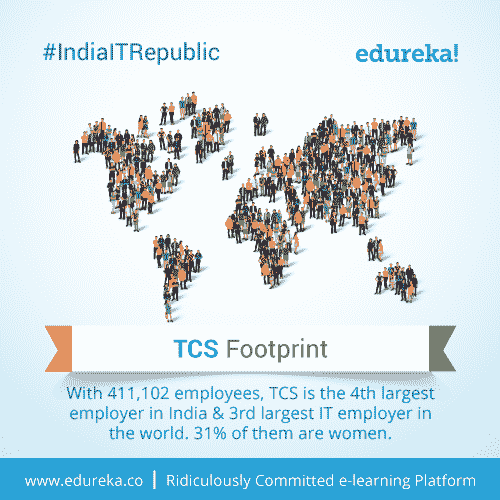 #IndiaITRepublic
edureka!
TCS Footprint
With 411,102 employees, TCS is the 4th largest
employer in India & 3rd largest IT employer in
the world. 31% of them are women.
www.edureka.co | Ridiculously Committed e-learning Platform